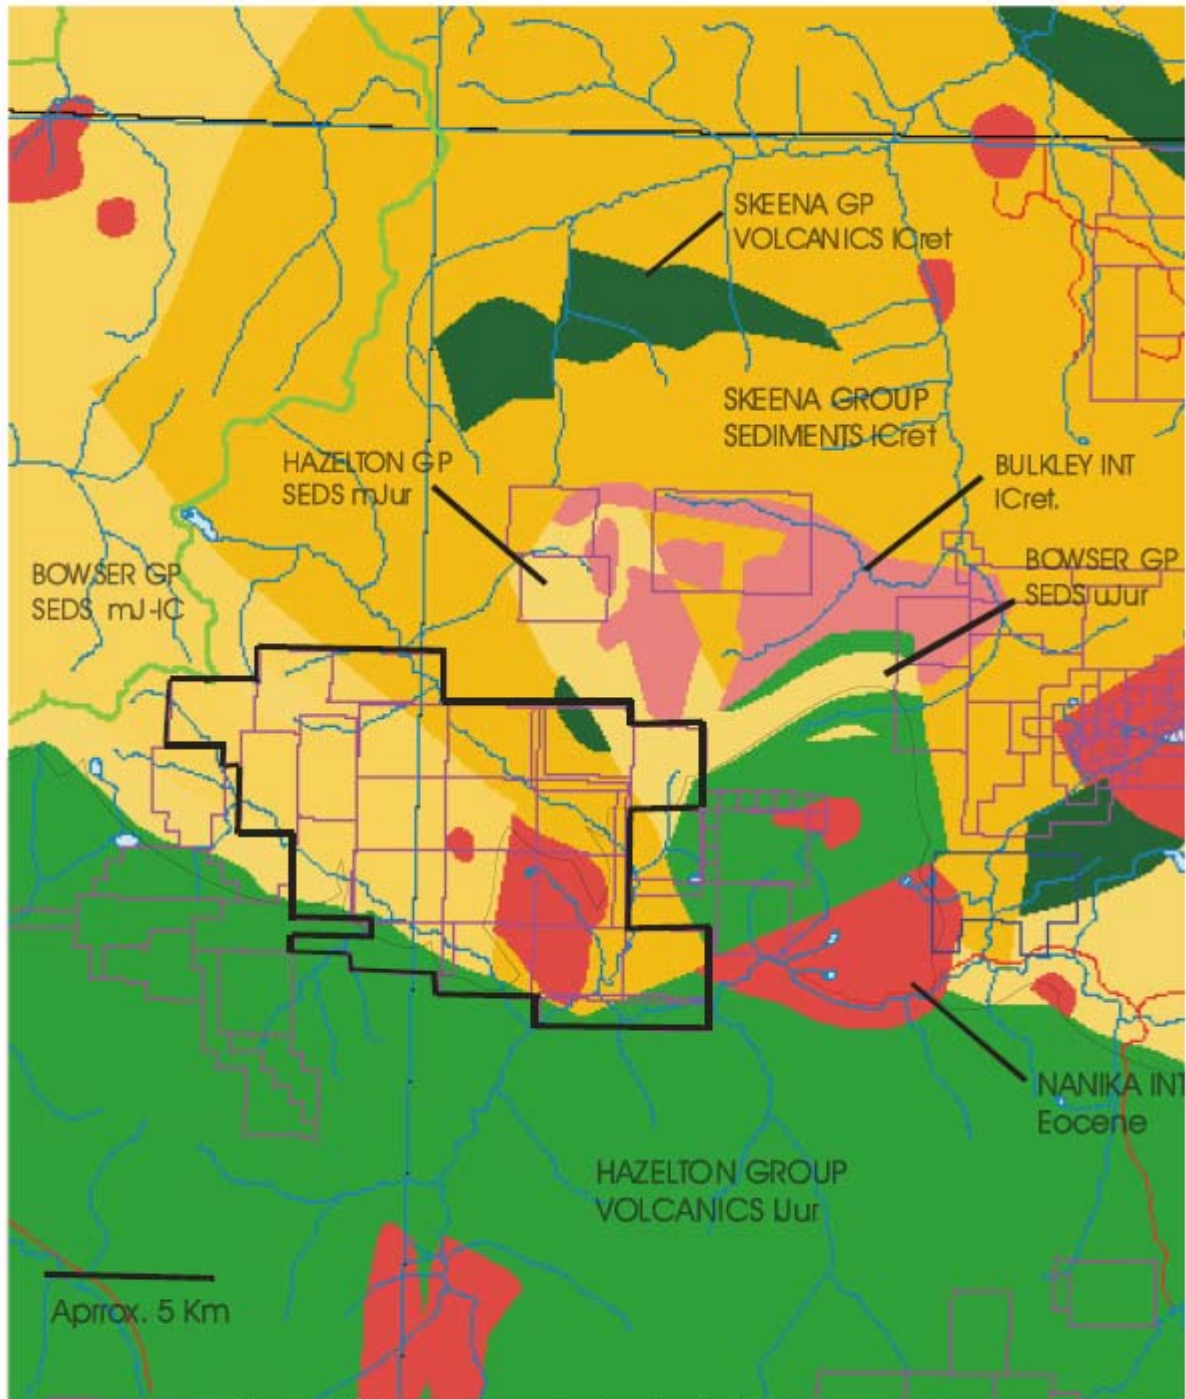 SKEENA GP
VOLCANICS lCret
SKEENA GROUP
SEDIMENTS lCret
HAZELTON GP
SEDS mJur
BULKLEY INT
lCret.
BOWSER GP
SEDS uJur
BOWSER GP
SEDS mJ-lC
NANIKA INT
Eocene
HAZELTON GROUP
VOLCANICS lJur
Aprrox. 5 Km